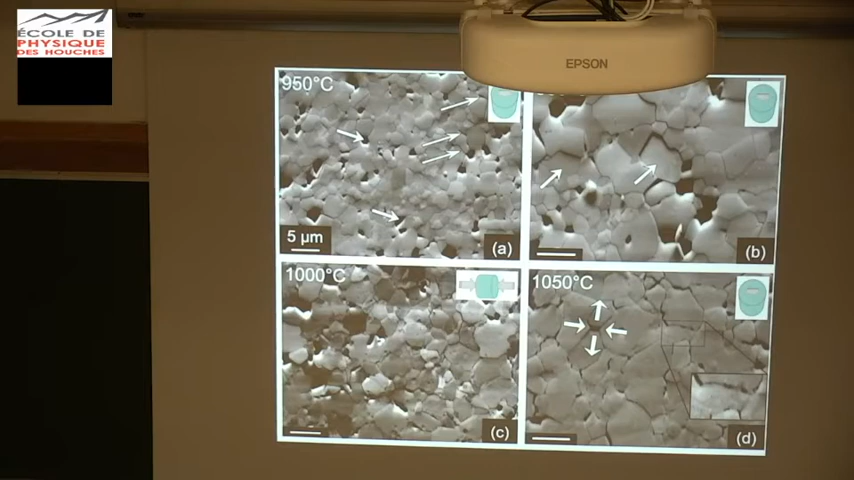 ÉCOLE DE
PHYSIQUE
DES HOUCHES
EPSON
950°C
5 µm
(a)
(b)
1000°C
(c)
1050°C
(d)